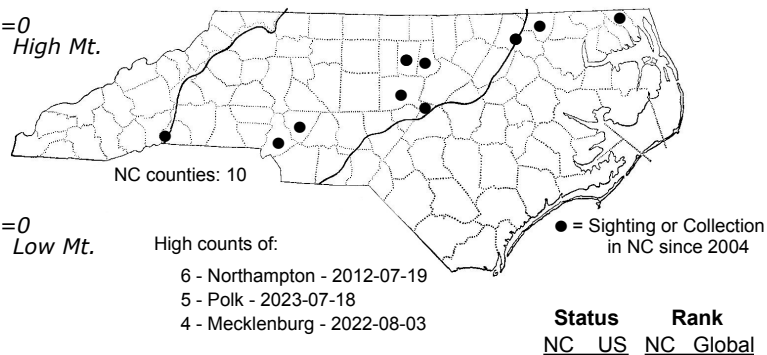 =0
High Mt.
NC counties: 10
=0
Low Mt.
High counts of:
6 - Northampton - 2012-07-19
5 - Polk - 2023-07-18
4 - Mecklenburg - 2022-08-03
● = Sighting or Collection
in NC since 2004
Status Rank
NC US NC Global